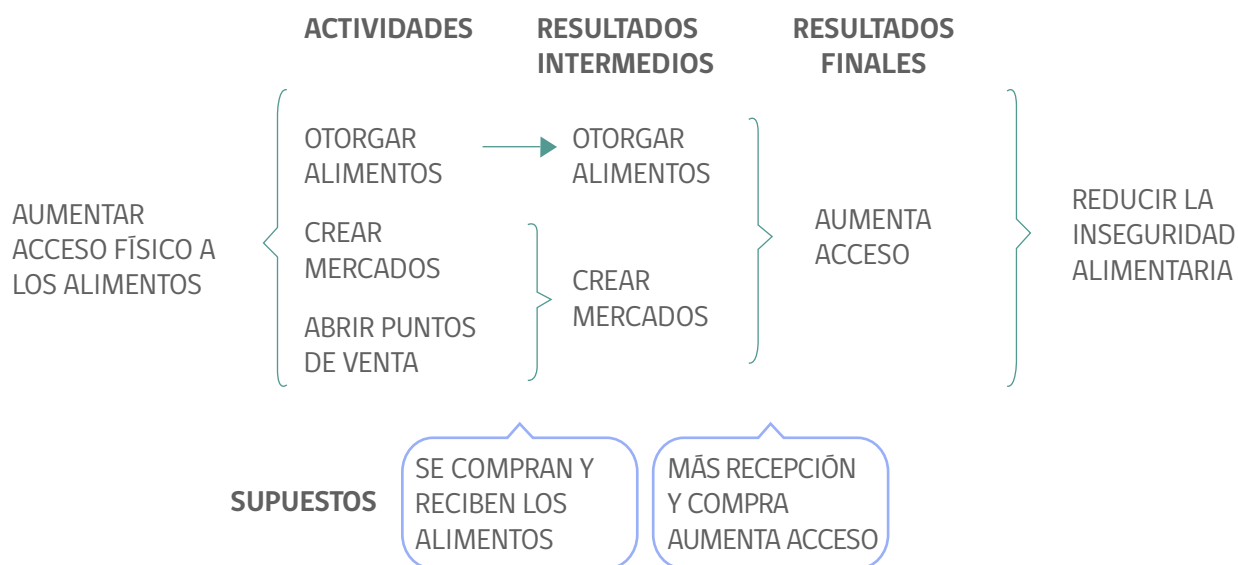 ACTIVIDADES
RESULTADOS
INTERMEDIOS
RESULTADOS
FINALES
AUMENTAR
ACCESO FÍSICO A
LOS ALIMENTOS
OTORGAR
ALIMENTOS
CREAR
MERCADOS
ABRIR PUNTOS
DE VENTA
OTORGAR
ALIMENTOS
CREAR
MERCADOS
AUMENTA
ACCESO
REDUCIR LA
INSEGURIDAD
ALIMENTARIA
SUPUESTOS
SE COMPRAN Y
RECIBEN LOS
ALIMENTOS
MÁS RECEPCIÓN
Y COMPRA
AUMENTA ACCESO